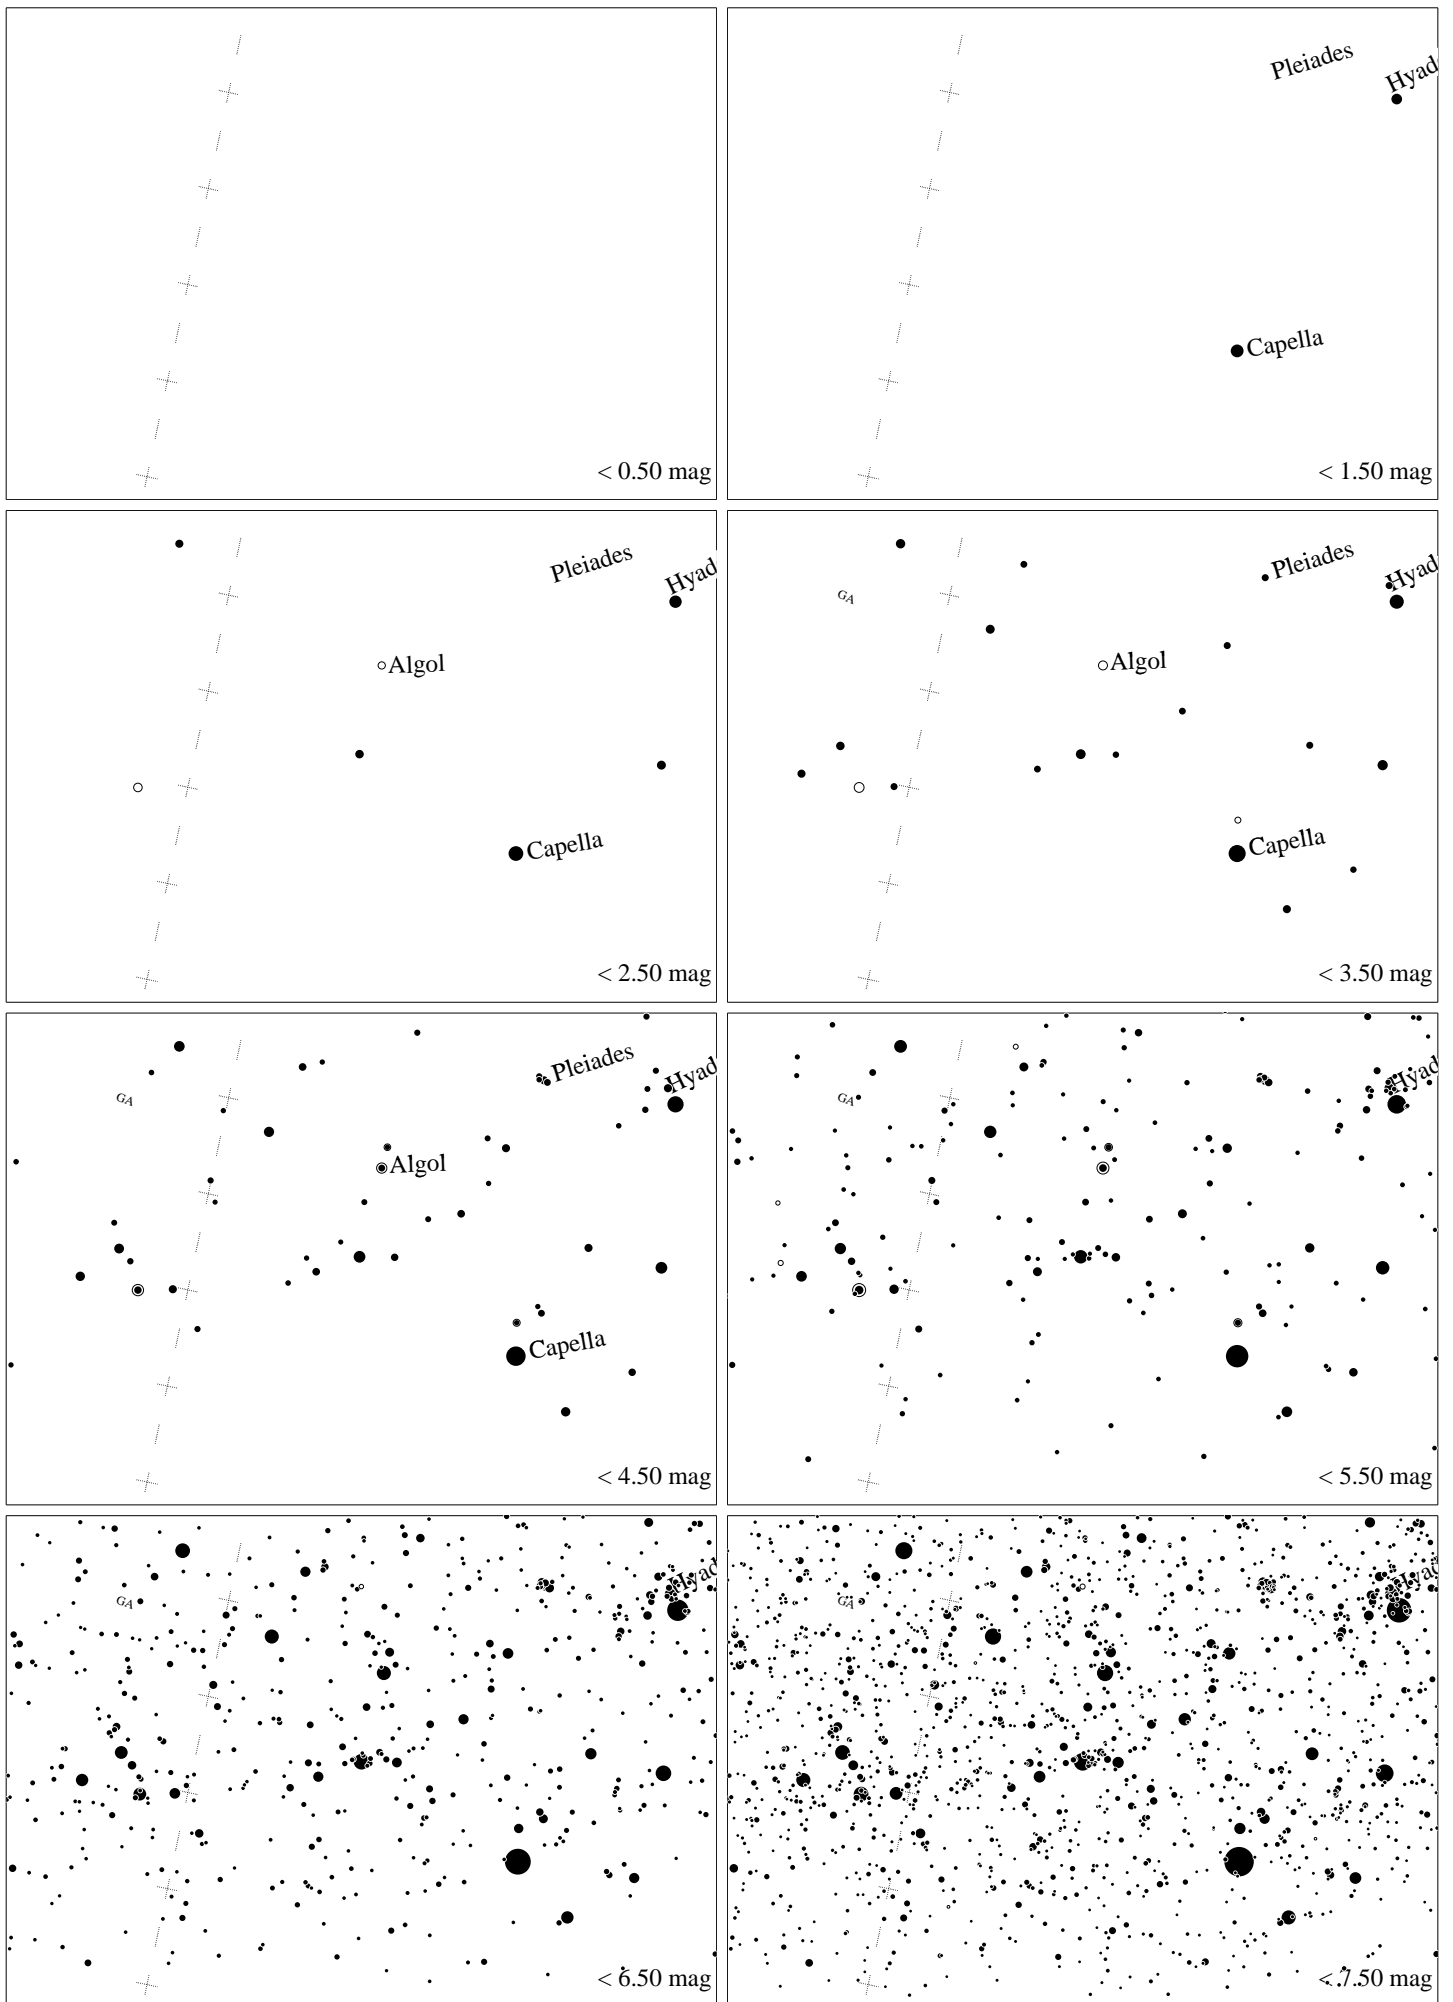 < 0.50 mag
Pleiades
Hyad
Capella
< 1.50 mag
Pleiades
Hyad
Algol
Capella
< 2.50 mag
Pleiades
Hyad
GA
Algol
Capella
< 3.50 mag
Pleiades
Hyad
GA
Algol
Capella
< 4.50 mag
Hyad
GA
< 5.50 mag
Hyad
GA
< 6.50 mag
Hyad
GA
< 7.50 mag